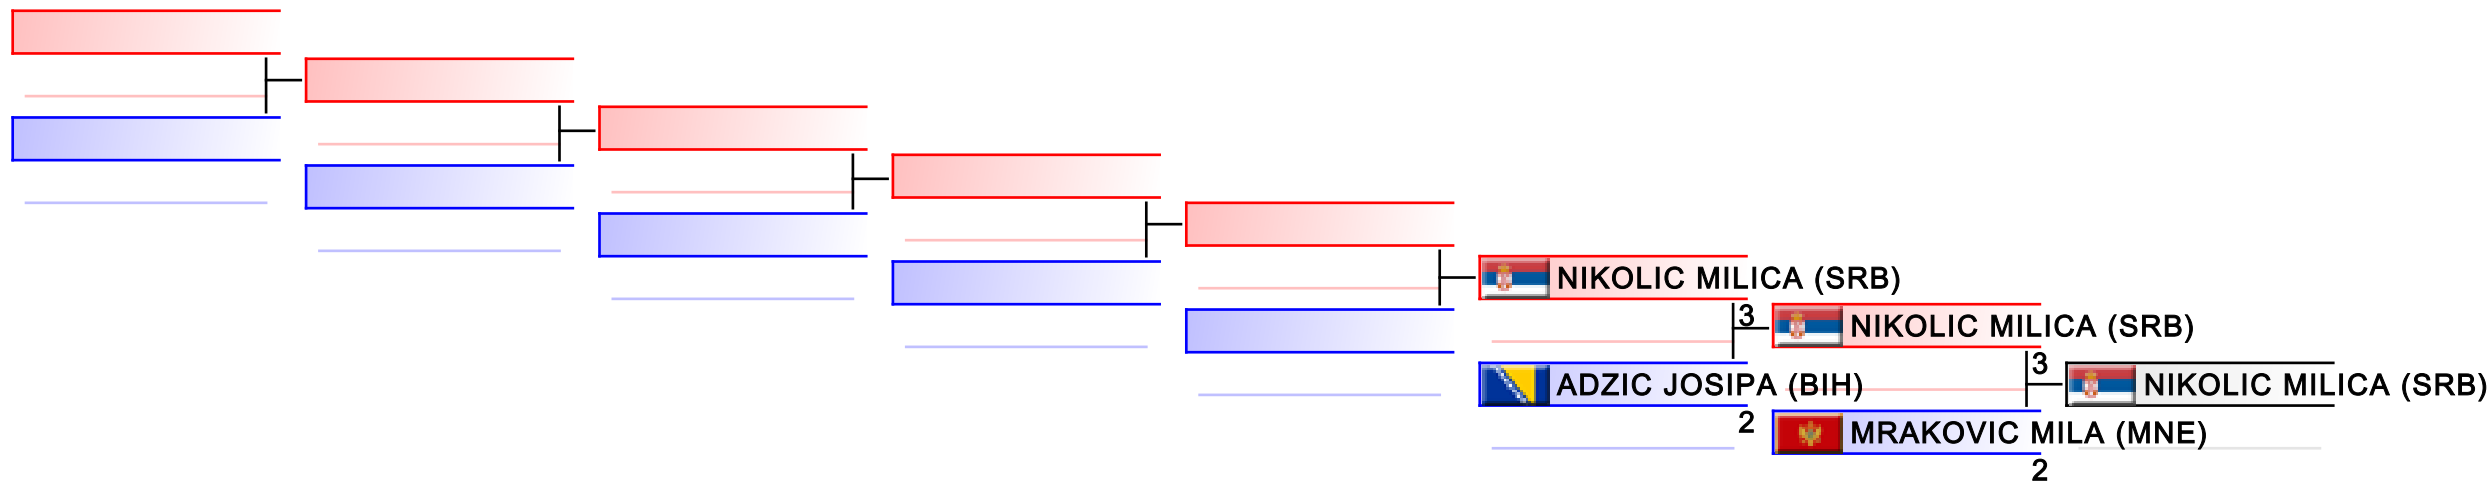 NIKOLIC MILICA (SRB)
3
NIKOLIC MILICA (SRB)
ADZIC JOSIPA (BIH)
2
3
NIKOLIC MILICA (SRB)
MRAKOVIC MILA (MNE)
2